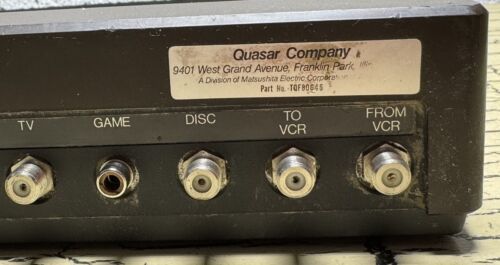 Quasar Company
9401 West Grand Avenue, Franklin Park,
A Division of Matsushita Electric Corporation
Part No. TQF80646
TV
GAME
DISC
TO
VCR
FROM
VCR